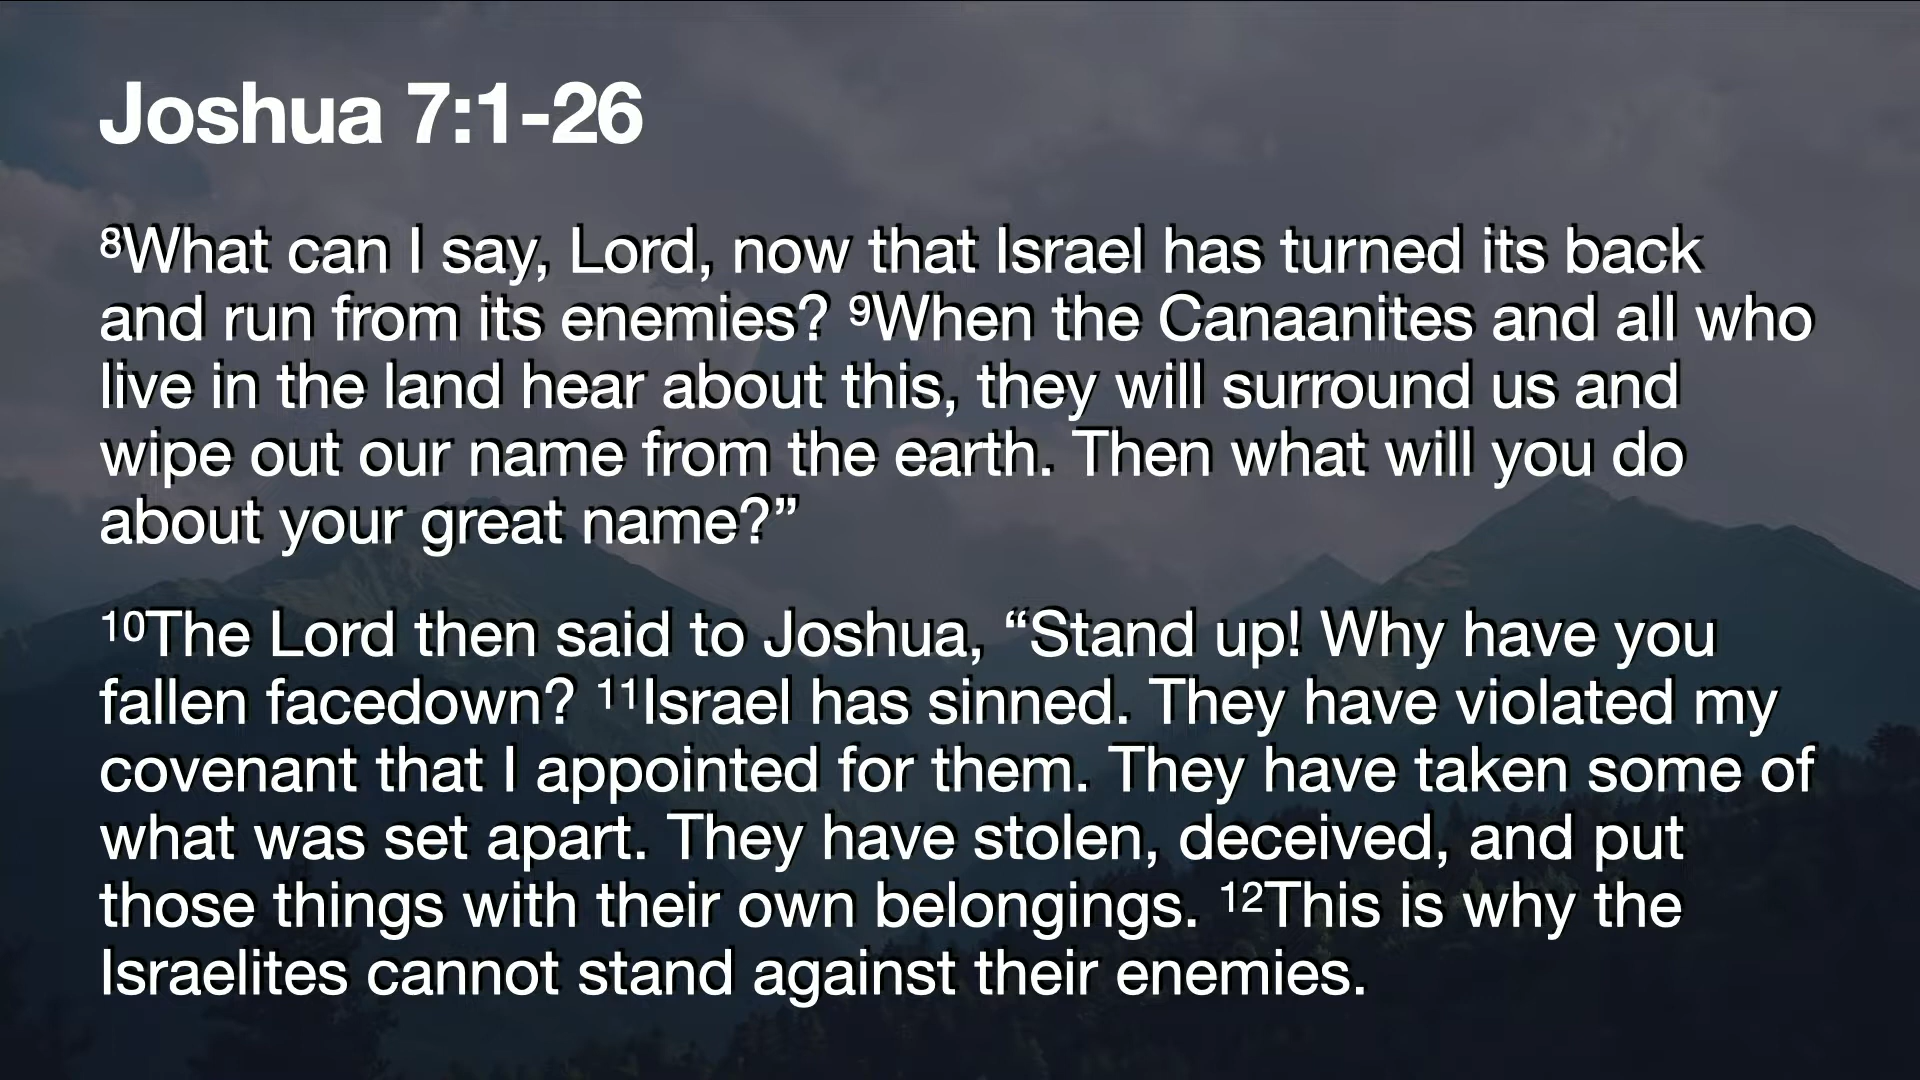 Joshua 7:1-26
⁸What can I say, Lord, now that Israel has turned its back
and run from its enemies? ⁹When the Canaanites and all who
live in the land hear about this, they will surround us and
wipe out our name from the earth. Then what will you do
about your great name?”
¹⁰The Lord then said to Joshua, “Stand up! Why have you
fallen facedown? ¹¹Israel has sinned. They have violated my
covenant that I appointed for them. They have taken some of
what was set apart. They have stolen, deceived, and put
those things with their own belongings. ¹²This is why the
Israelites cannot stand against their enemies.